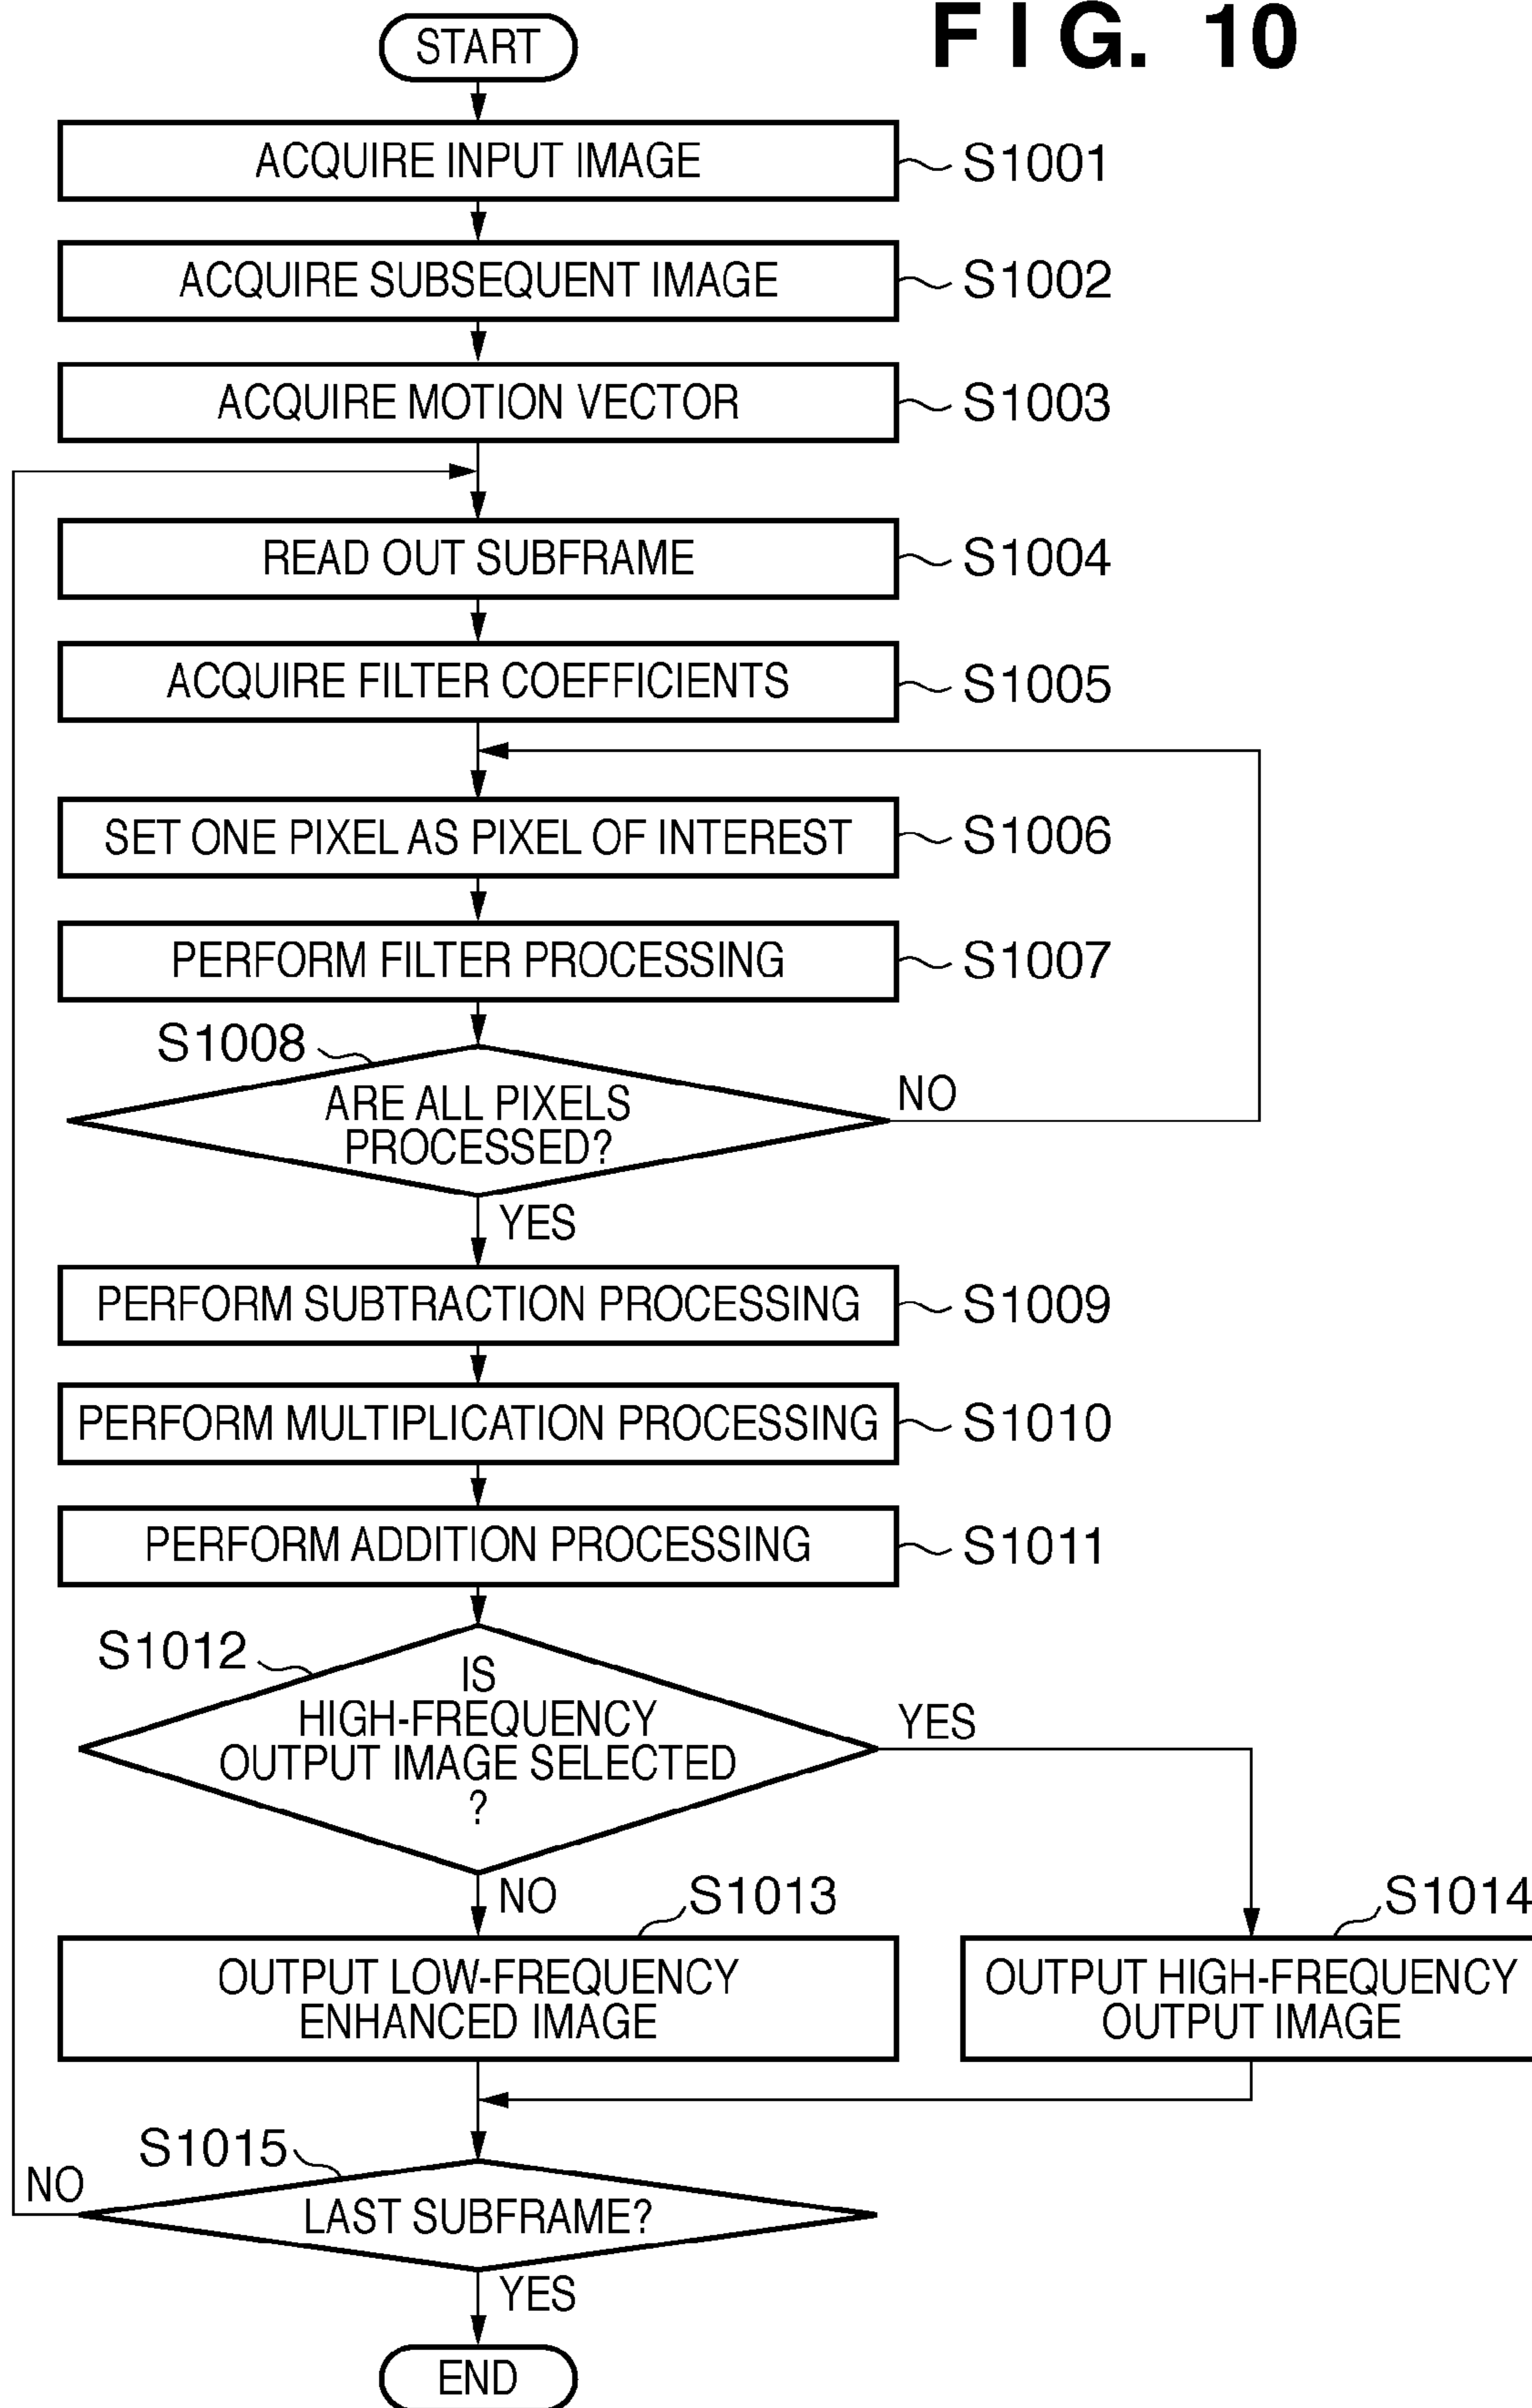 F I G. 10
START
ACQUIRE INPUT IMAGE
S1001
ACQUIRE SUBSEQUENT IMAGE
S1002
ACQUIRE MOTION VECTOR
S1003
READ OUT SUBFRAME
S1004
ACQUIRE FILTER COEFFICIENTS
S1005
SET ONE PIXEL AS PIXEL OF INTEREST
S1006
PERFORM FILTER PROCESSING
S1007
S1008
ARE ALL PIXELS
PROCESSED?
NO
YES
PERFORM SUBTRACTION PROCESSING
S1009
PERFORM MULTIPLICATION PROCESSING
S1010
PERFORM ADDITION PROCESSING
S1011
S1012
IS
HIGH-FREQUENCY
OUTPUT IMAGE SELECTED
?
YES
NO
S1013
OUTPUT LOW-FREQUENCY
ENHANCED IMAGE
S1014
OUTPUT HIGH-FREQUENCY
OUTPUT IMAGE
S1015
NO
LAST SUBFRAME?
YES
END